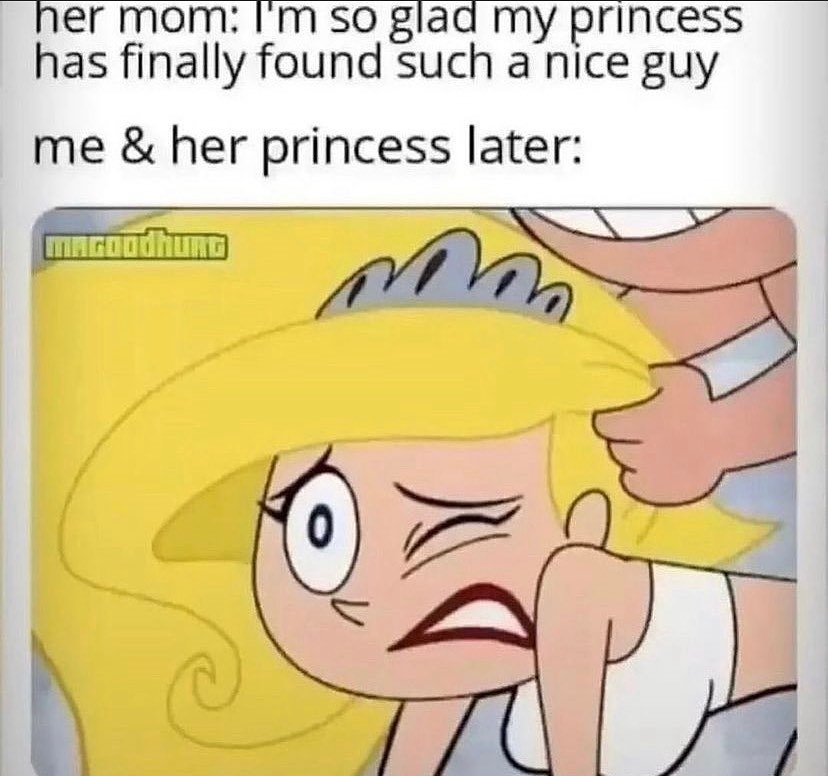 her mom: I'm so glad my princess
has finally found such a nice guy
me & her princess later: